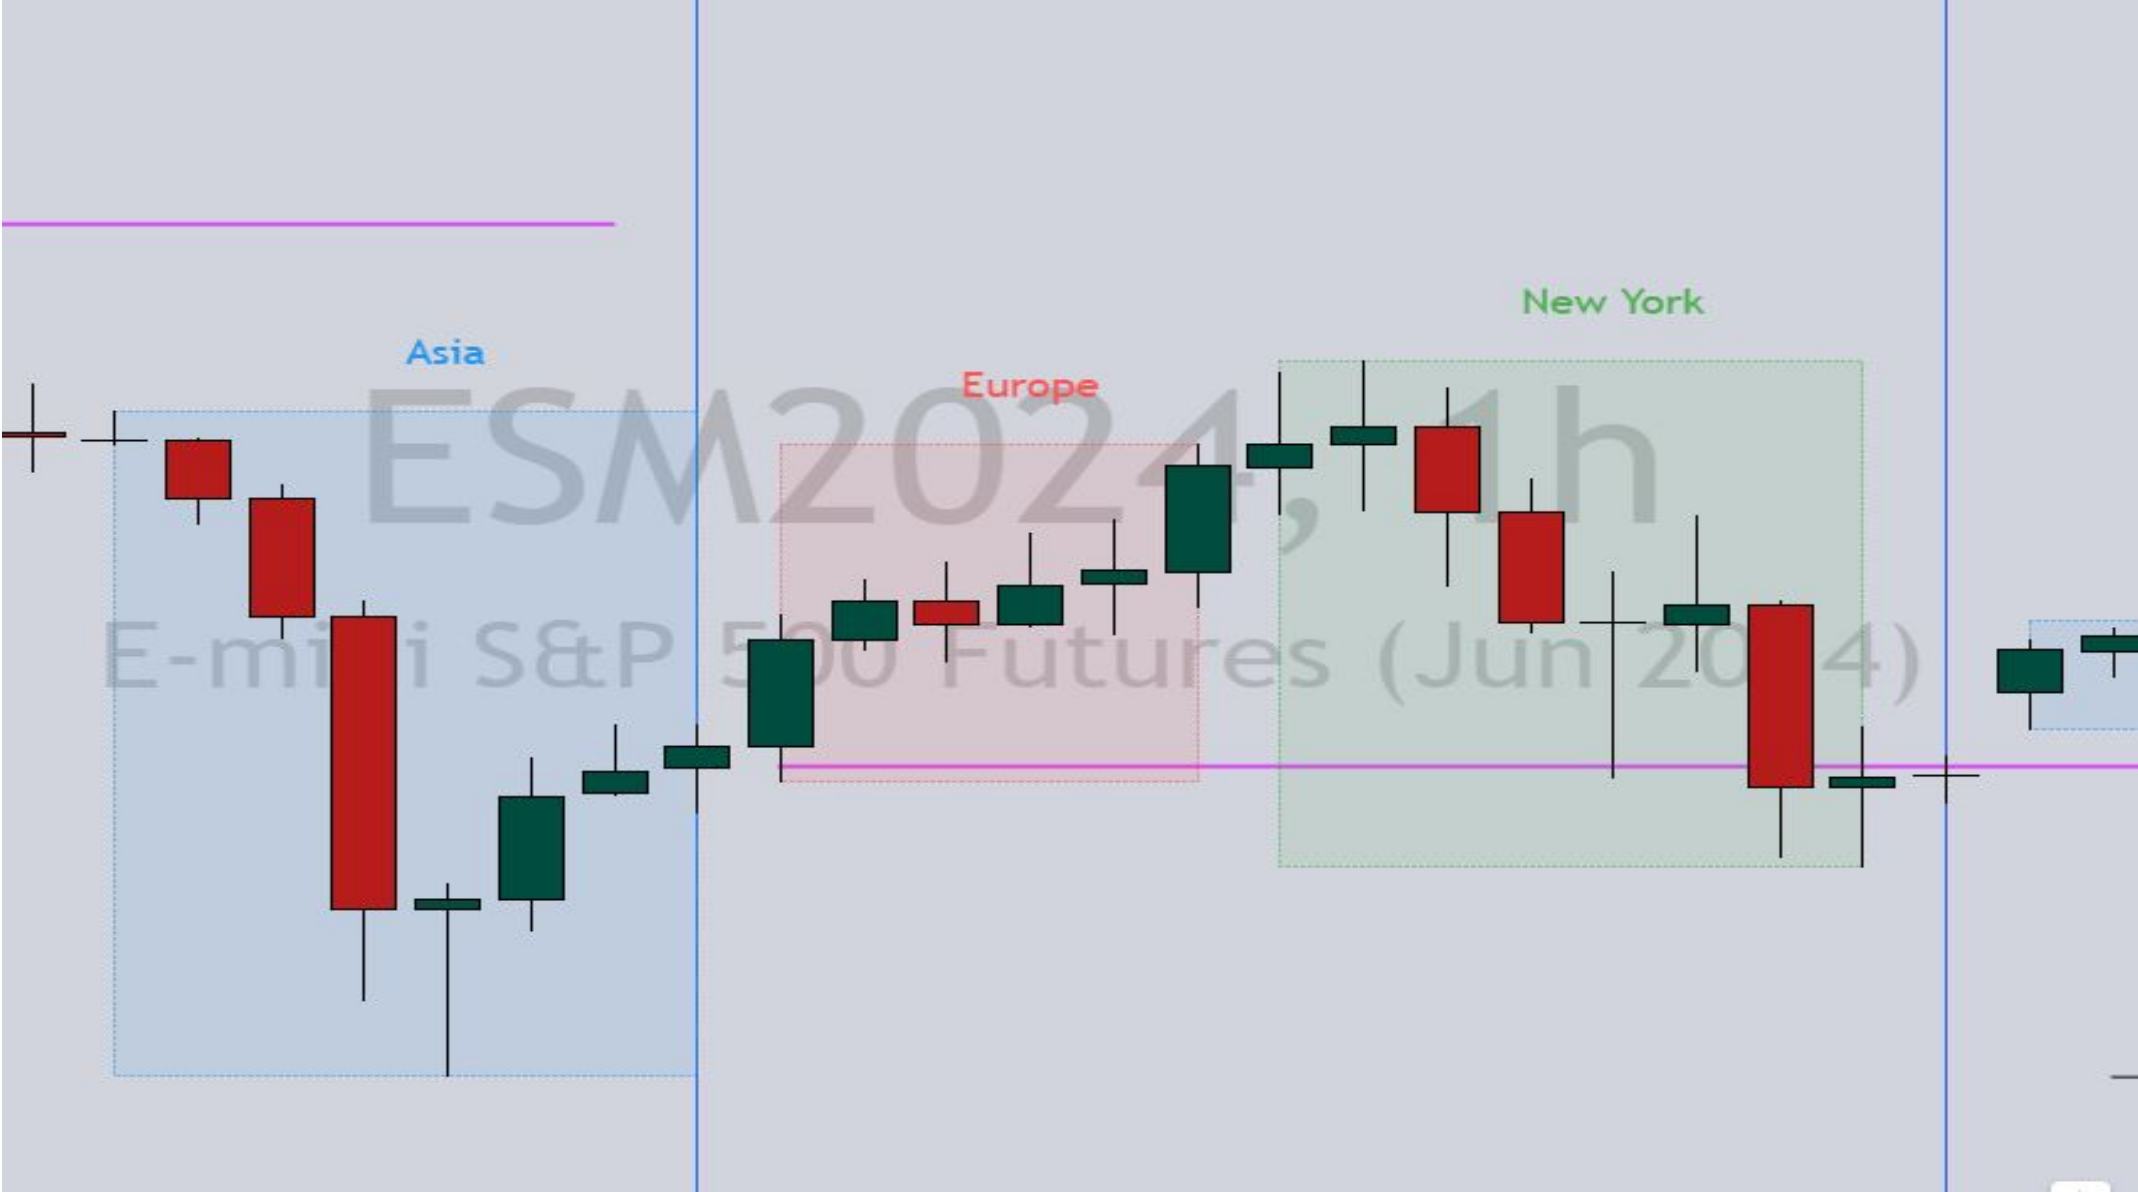 New York
Asia
Europe
ESM2024, 1h
E-mini S&P 500 Futures (Jun 2024)